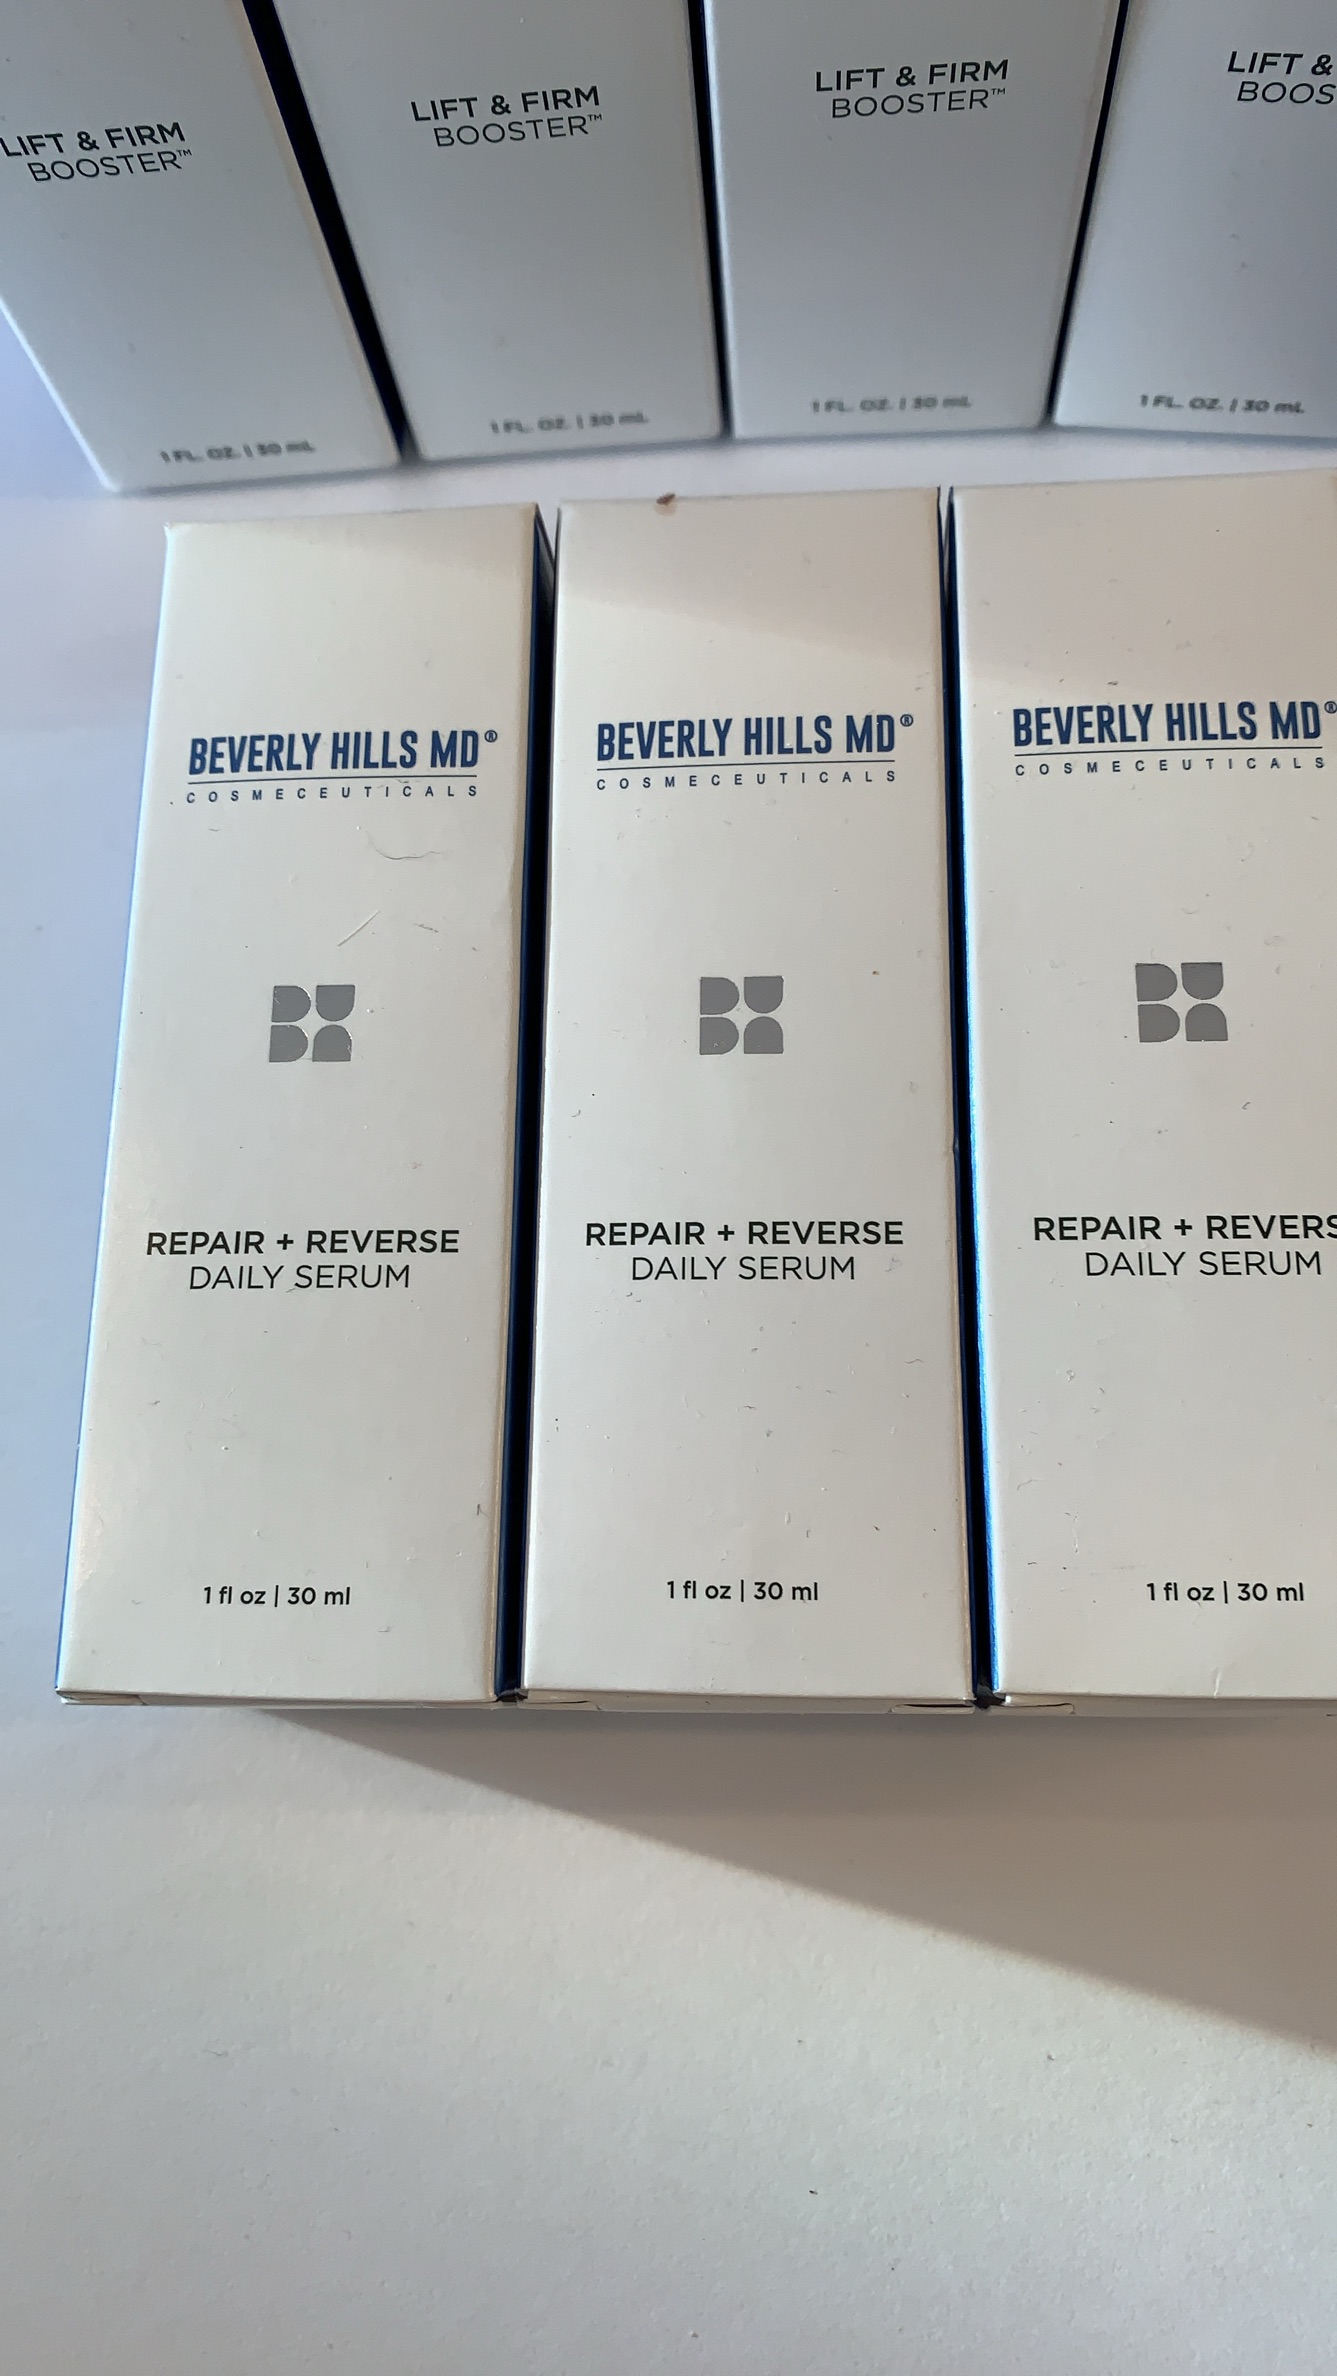 LIFT & FIRM
BOOSTER™
1 FL. OZ. | 30 mL
LIFT & FIRM
BOOSTER™
1 FL. OZ. | 30 mL
LIFT & FIRM
BOOSTER™
1 FL. OZ. | 30 mL
LIFT &
BOOS
1 FL. OZ. | 30 mL
BEVERLY HILLS MD®
COSMECEUTICALS
REPAIR + REVERSE
DAILY SERUM
1 fl oz | 30 ml
BEVERLY HILLS MD®
COSMECEUTICALS
REPAIR + REVERSE
DAILY SERUM
1 fl oz | 30 ml
BEVERLY HILLS MD®
COSMECEUTICALS
REPAIR + REVERS
DAILY SERUM
1 fl oz | 30 ml